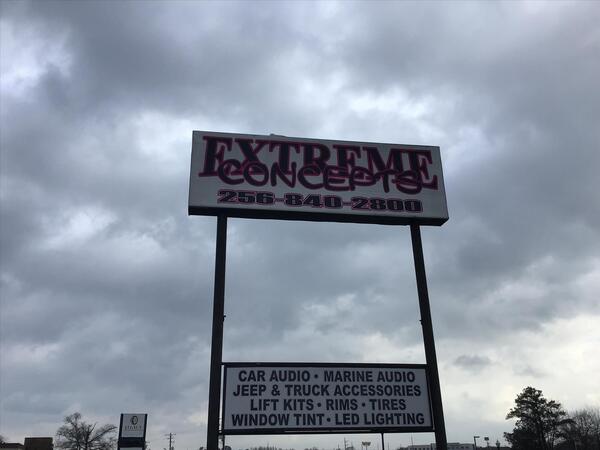 EXTREME
CONCEPTS
256-840-2800
CAR AUDIO • MARINE AUDIO
JEEP & TRUCK ACCESSORIES
LIFT KITS • RIMS • TIRES
WINDOW TINT • LED LIGHTING